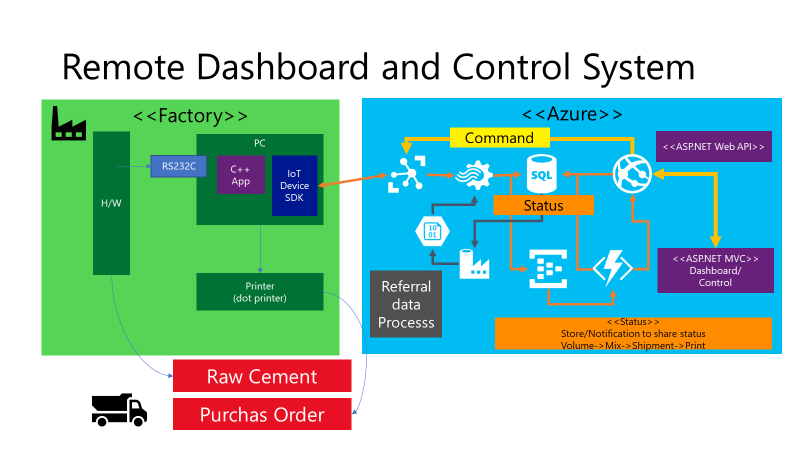 Remote Dashboard and Control System
<<Factory>>
H/W
RS232C
PC
C++
App
IoT
Device
SDK
Printer
(dot printer)
Raw Cement
Purchas Order
<<Azure>>
Command
SQL
Status
10
01
Referral
data
Processs
<<ASP.NET Web API>>
<<ASP.NET MVC>>
Dashboard/
Control
<<Status>>
Store/Notification to share status
Volume->Mix->Shipment->Print